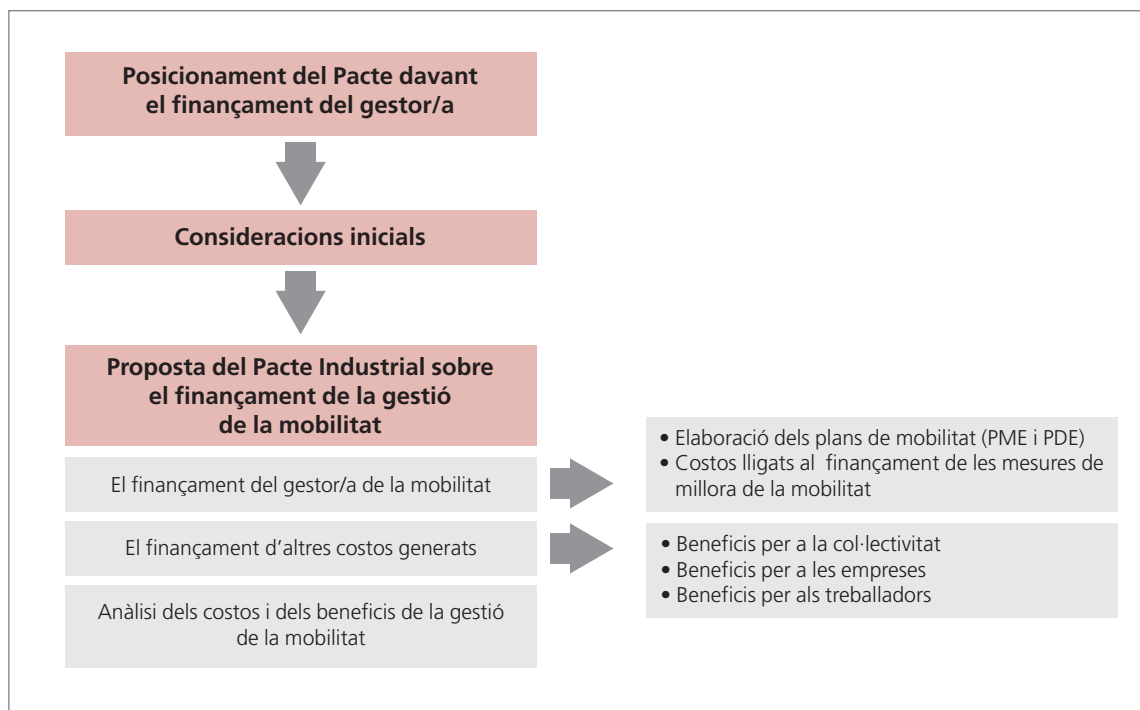 Posicionament del Pacte davant
el finançament del gestor/a
Consideracions inicials
Proposta del Pacte Industrial sobre
el finançament de la gestió
de la mobilitat
El finançament del gestor/a de la mobilitat
• Elaboració dels plans de mobilitat (PME i PDE)
• Costos lligats al finançament de les mesures de
millora de la mobilitat
El finançament d’altres costos generats
• Beneficis per a la col·lectivitat
• Beneficis per a les empreses
• Beneficis per als treballadors
Anàlisi dels costos i dels beneficis de la gestió
de la mobilitat